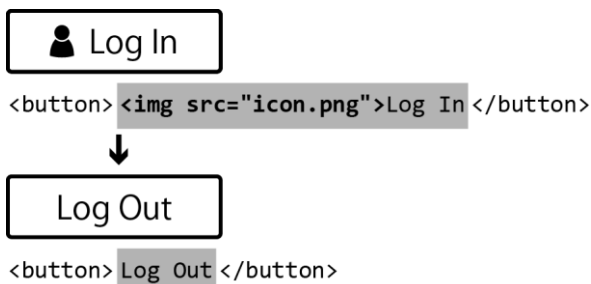 Log In
<button><img src="icon.png">Log In</button>
Log Out
<button>Log Out</button>